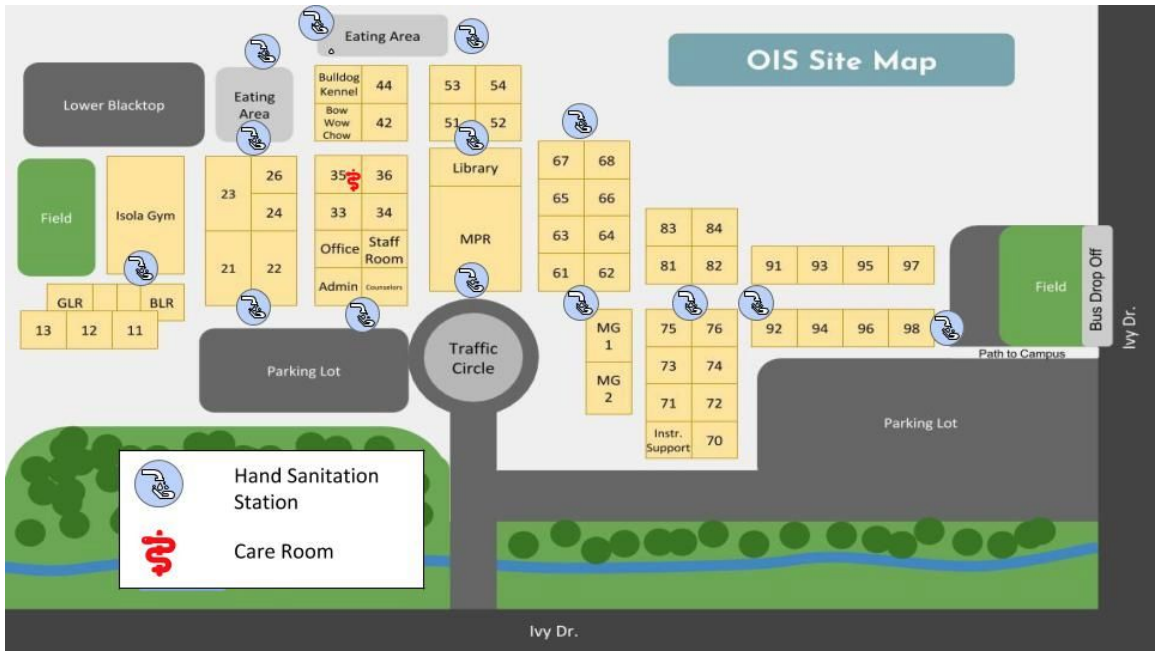 OIS Site Map
Eating Area
Lower Blacktop
Eating
Area
Bulldog
Kennel
44
Bow
Wow
Chow
42
53
54
51
52
67
68
65
66
63
64
61
62
Field
Isola Gym
23
26
24
21
22
35
36
33
34
Office
Staff
Room
Admin
Counselors
Library
MPR
83
84
81
82
91
93
95
97
92
94
96
98
Field
Bus Drop Off
Ivy Dr.
Path to Campus
GLR
BLR
13
12
11
Parking Lot
Traffic
Circle
MG
1
MG
2
75
76
73
74
71
72
Instr.
Support
70
Parking Lot
Hand Sanitation
Station
Care Room
Ivy Dr.